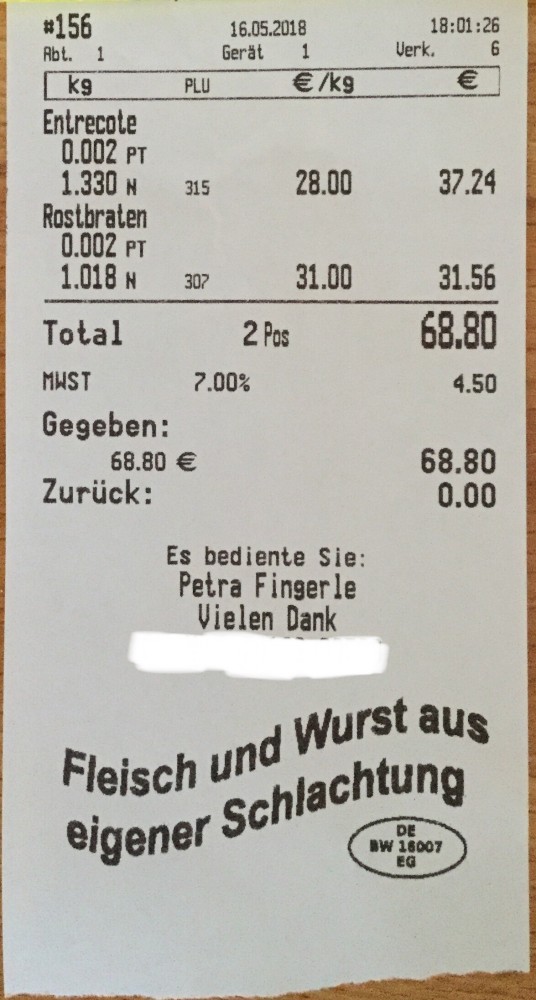 #156 16.05.2018 18:01:26
Abt. 1 Gerät 1 Verk. 6
kg PLU €/kg €
Entrecote
0.002 PT
1.330 N 315 28.00 37.24
Rostbraten
0.002 PT
1.018 N 307 31.00 31.56
Total 2 Pos 68.80
MWST 7.00% 4.50
Gegeben:
68.80 € 68.80
Zurück: 0.00
Es bediente Sie:
Petra Fingerle
Vielen Dank
Fleisch und Wurst aus
eigener Schlachtung
DE
BW 16007
EG